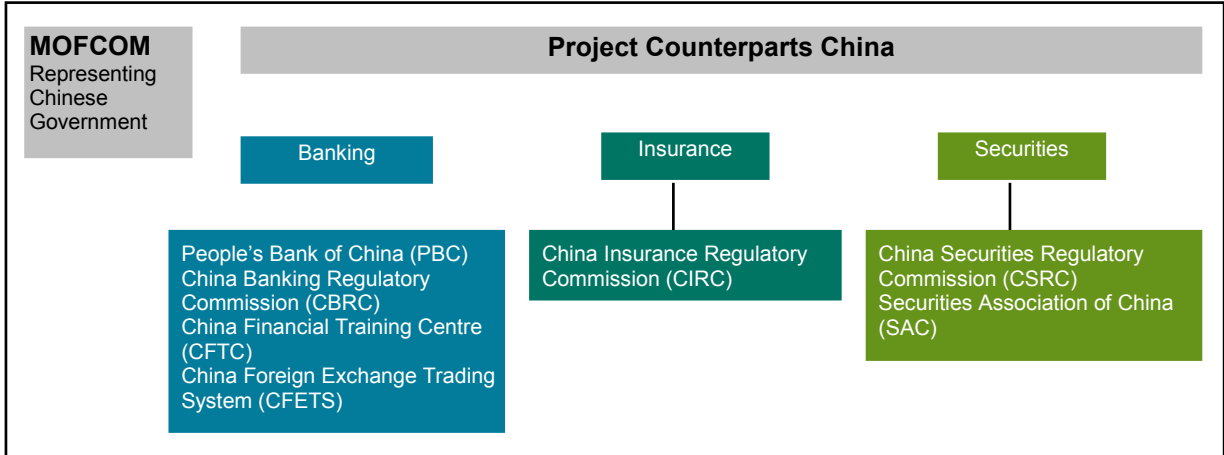 MOFCOM
Representing
Chinese
Government
Project Counterparts China
Banking
Insurance
Securities
People’s Bank of China (PBC)
China Banking Regulatory
Commission (CBRC)
China Financial Training Centre
(CFTC)
China Foreign Exchange Trading
System (CFETS)
China Insurance Regulatory
Commission (CIRC)
China Securities Regulatory
Commission (CSRC)
Securities Association of China
(SAC)